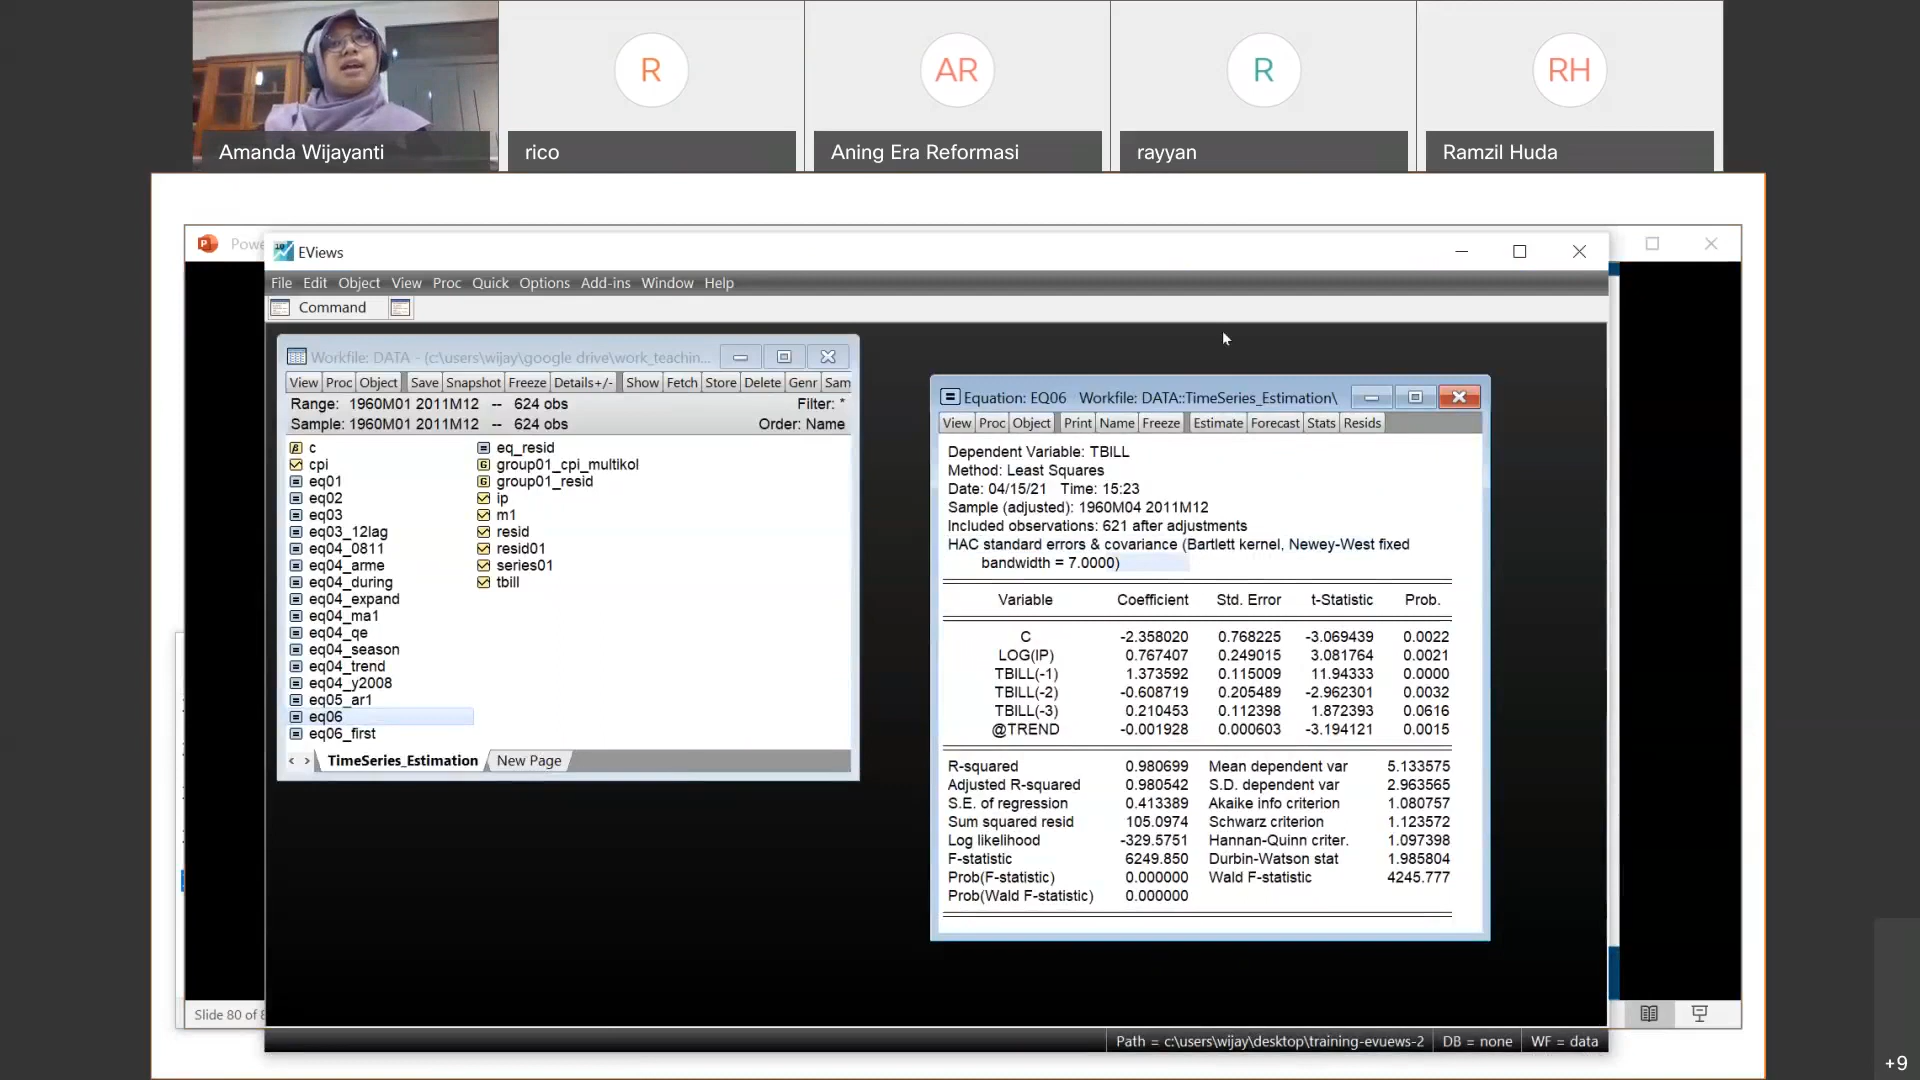 R
AR
R
RH
Amanda Wijayanti
rico
Aning Era Reformasi
rayyan
Ramzil Huda
P
Powe
EViews
File Edit Object View Proc Quick Options Add-ins Window Help
Command
Workfile: DATA - (c:\users\wijay\google drive\work_teachin...
View Proc Object Save Snapshot Freeze Details+/- Show Fetch Store Delete Genr Sam
Range: 1960M01 2011M12 -- 624 obs Filter: *
Sample: 1960M01 2011M12 -- 624 obs Order: Name
c
cpi
eq01
eq02
eq03
eq03_12lag
eq04_0811
eq04_arme
eq04_during
eq04_expand
eq04_ma1
eq04_qe
eq04_season
eq04_trend
eq04_y2008
eq05_ar1
eq06
eq06_first
eq_resid
group01_cpi_multikol
group01_resid
ip
m1
resid
resid01
series01
tbill
TimeSeries_Estimation New Page
Equation: EQ06 Workfile: DATA::TimeSeries_Estimation\
View Proc Object Print Name Freeze Estimate Forecast Stats Resids
Dependent Variable: TBILL
Method: Least Squares
Date: 04/15/21 Time: 15:23
Sample (adjusted): 1960M04 2011M12
Included observations: 621 after adjustments
HAC standard errors & covariance (Bartlett kernel, Newey-West fixed
bandwidth = 7.0000)
Variable Coefficient Std. Error t-Statistic Prob.
C -2.358020 0.768225 -3.069439 0.0022
LOG(IP) 0.767407 0.249015 3.081764 0.0021
TBILL(-1) 1.373592 0.115009 11.94333 0.0000
TBILL(-2) -0.608719 0.205489 -2.962301 0.0032
TBILL(-3) 0.210453 0.112398 1.872393 0.0616
@TREND -0.001928 0.000603 -3.194121 0.0015
R-squared 0.980699 Mean dependent var 5.133575
Adjusted R-squared 0.980542 S.D. dependent var 2.963565
S.E. of regression 0.413389 Akaike info criterion 1.080757
Sum squared resid 105.0974 Schwarz criterion 1.123572
Log likelihood -329.5751 Hannan-Quinn criter. 1.097398
F-statistic 6249.850 Durbin-Watson stat 1.985804
Prob(F-statistic) 0.000000 Wald F-statistic 4245.777
Prob(Wald F-statistic) 0.000000
Slide 80 of
Path = c:\users\wijay\desktop\training-evuews-2 DB = none WF = data
+9